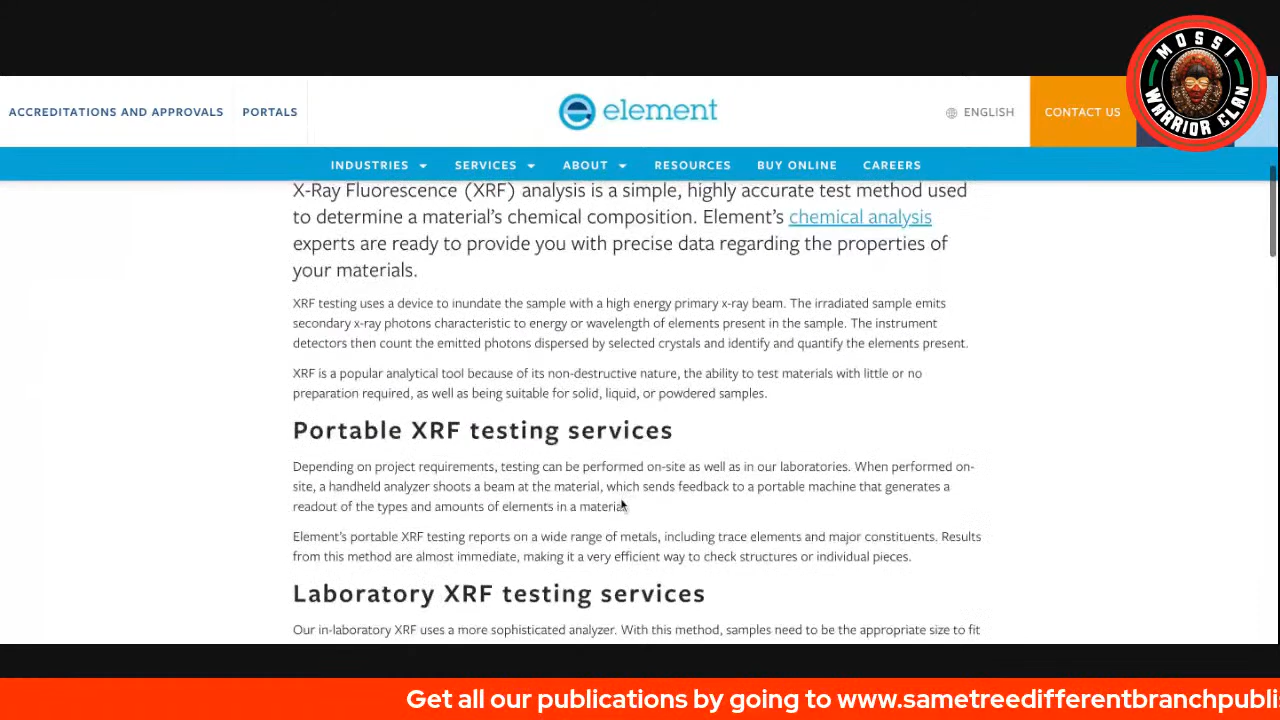 MOSSI
WARRIOR CLAN
ACCREDITATIONS AND APPROVALS
PORTALS
element
ENGLISH
CONTACT US
INDUSTRIES
SERVICES
ABOUT
RESOURCES
BUY ONLINE
CAREERS
X-Ray Fluorescence (XRF) analysis is a simple, highly accurate test method used
to determine a material’s chemical composition. Element’s chemical analysis
experts are ready to provide you with precise data regarding the properties of
your materials.
XRF testing uses a device to inundate the sample with a high energy primary x-ray beam. The irradiated sample emits
secondary x-ray photons characteristic to energy or wavelength of elements present in the sample. The instrument
detectors then count the emitted photons dispersed by selected crystals and identify and quantify the elements present.
XRF is a popular analytical tool because of its non-destructive nature, the ability to test materials with little or no
preparation required, as well as being suitable for solid, liquid, or powdered samples.
Portable XRF testing services
Depending on project requirements, testing can be performed on-site as well as in our laboratories. When performed on-
site, a handheld analyzer shoots a beam at the material, which sends feedback to a portable machine that generates a
readout of the types and amounts of elements in a material.
Element’s portable XRF testing reports on a wide range of metals, including trace elements and major constituents. Results
from this method are almost immediate, making it a very efficient way to check structures or individual pieces.
Laboratory XRF testing services
Our in-laboratory XRF uses a more sophisticated analyzer. With this method, samples need to be the appropriate size to fit
Get all our publications by going to www.sametreedifferentbranchpubli